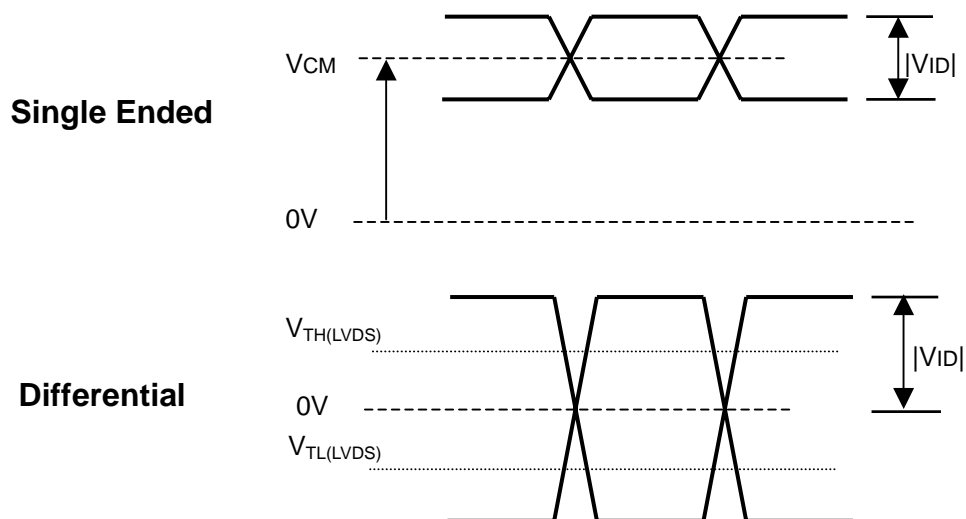 VCM
|VID|
Single Ended
0V
VTH(LVDS)
|VID|
Differential
0V
VTL(LVDS)